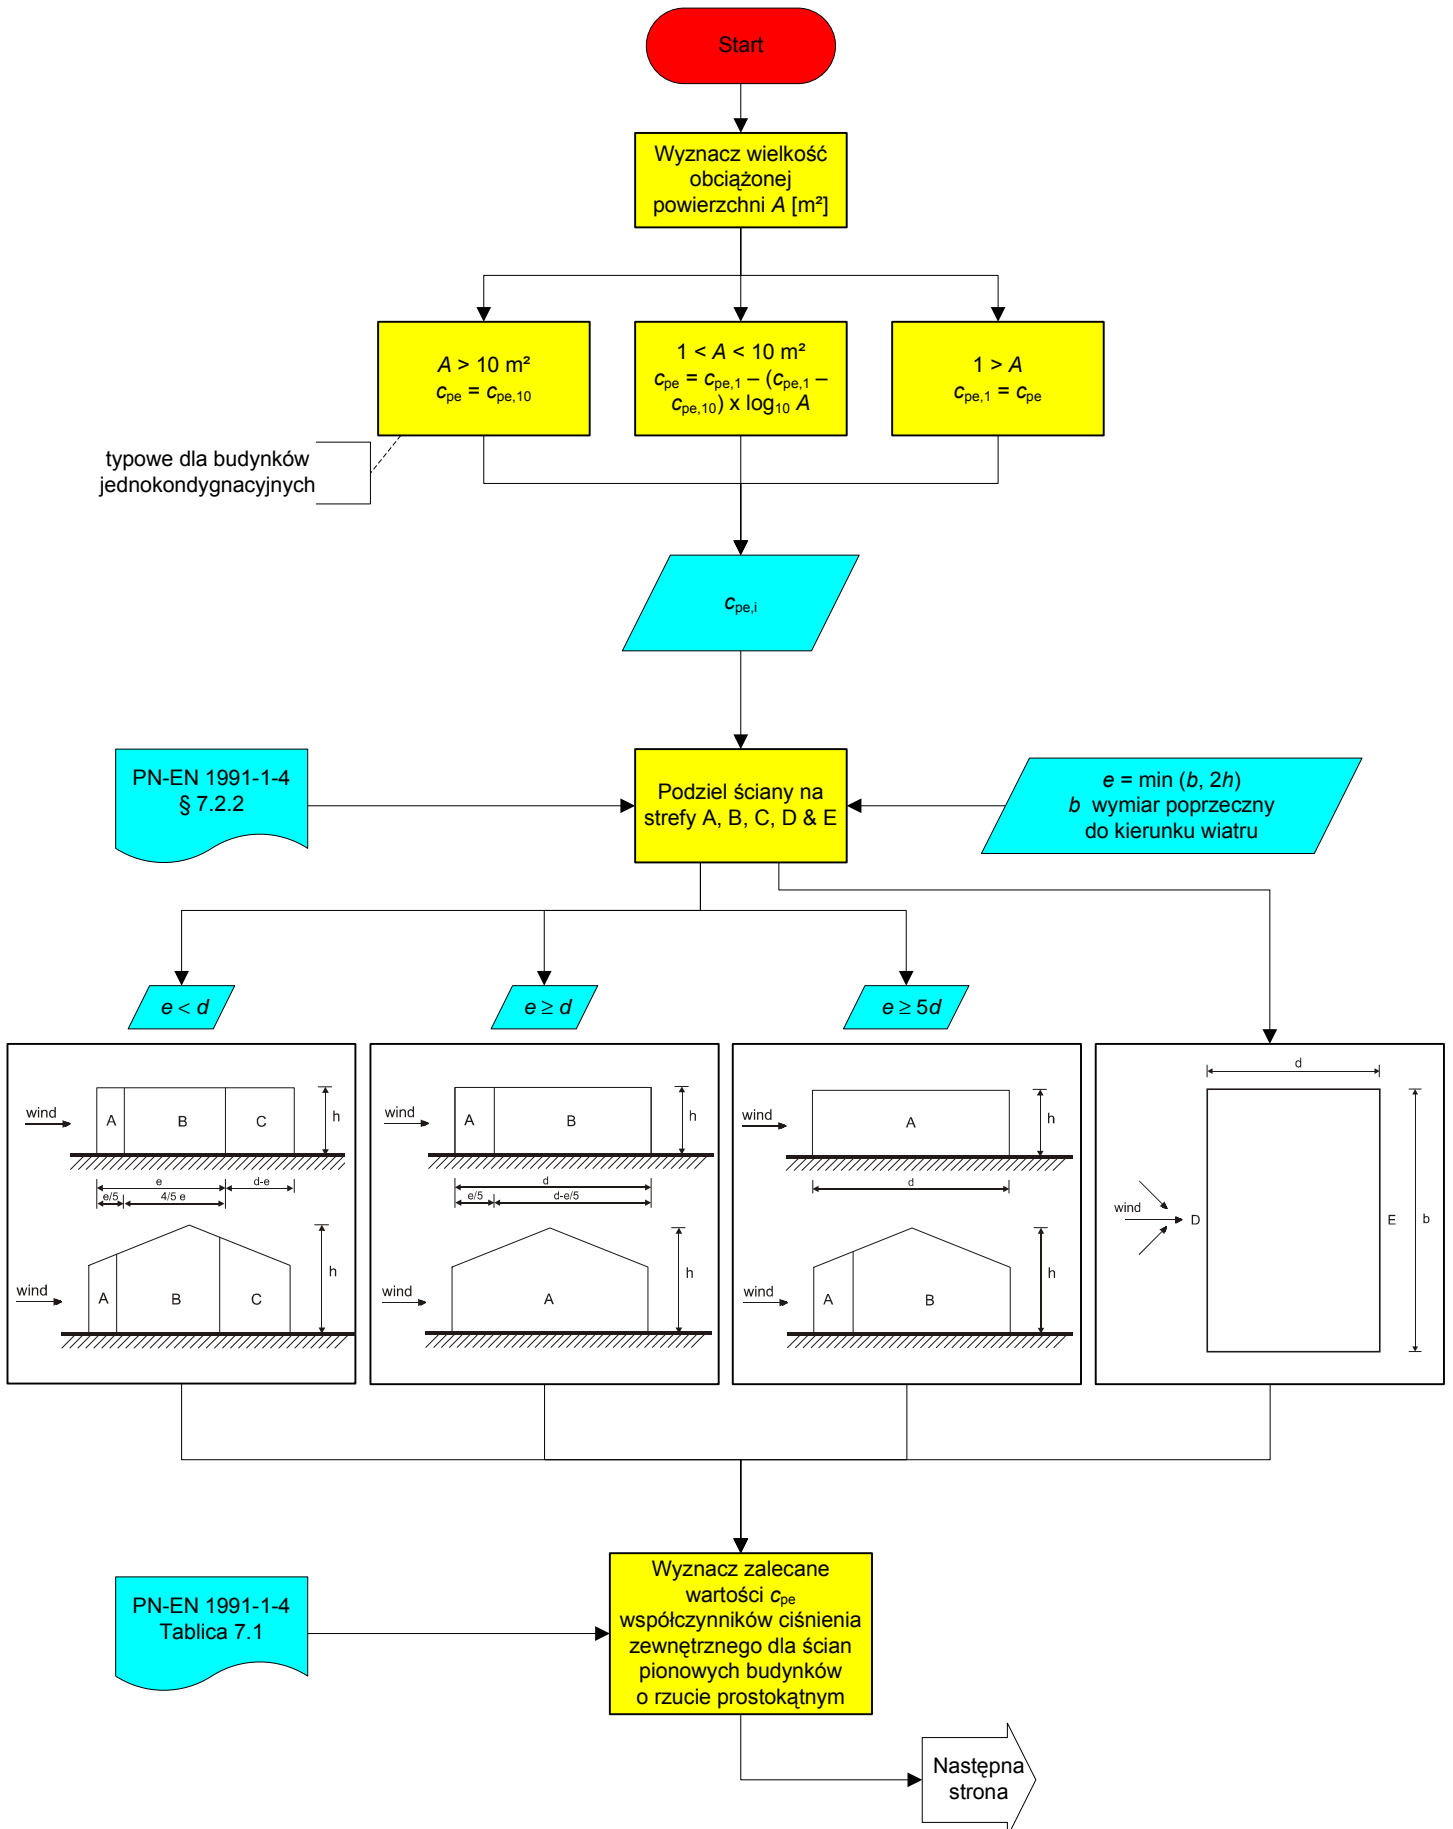 Start
Wyznacz wielkość
obciążonej
powierzchni A [m²]
A > 10 m²
cpe = cpe,10
1 < A < 10 m²
cpe = cpe,1 – (cpe,1 –
cpe,10) x log10 A
1 > A
cpe,1 = cpe
typowe dla budynków
jednokondygnacyjnych
cpe,i
PN-EN 1991-1-4
§ 7.2.2
Podziel ściany na
strefy A, B, C, D & E
e = min (b, 2h)
b wymiar poprzeczny
do kierunku wiatru
e < d
e ≥ d
e ≥ 5d
wind
A
B
C
h
e
d-e
e/5
4/5 e
wind
A
B
C
h
wind
A
B
h
d
e/5
d-e/5
wind
A
h
wind
A
h
d
wind
A
B
h
d
wind
D
E
b
PN-EN 1991-1-4
Tablica 7.1
Wyznacz zalecane
wartości cpe
współczynników ciśnienia
zewnętrznego dla ścian
pionowych budynków
o rzucie prostokątnym
Następna
strona